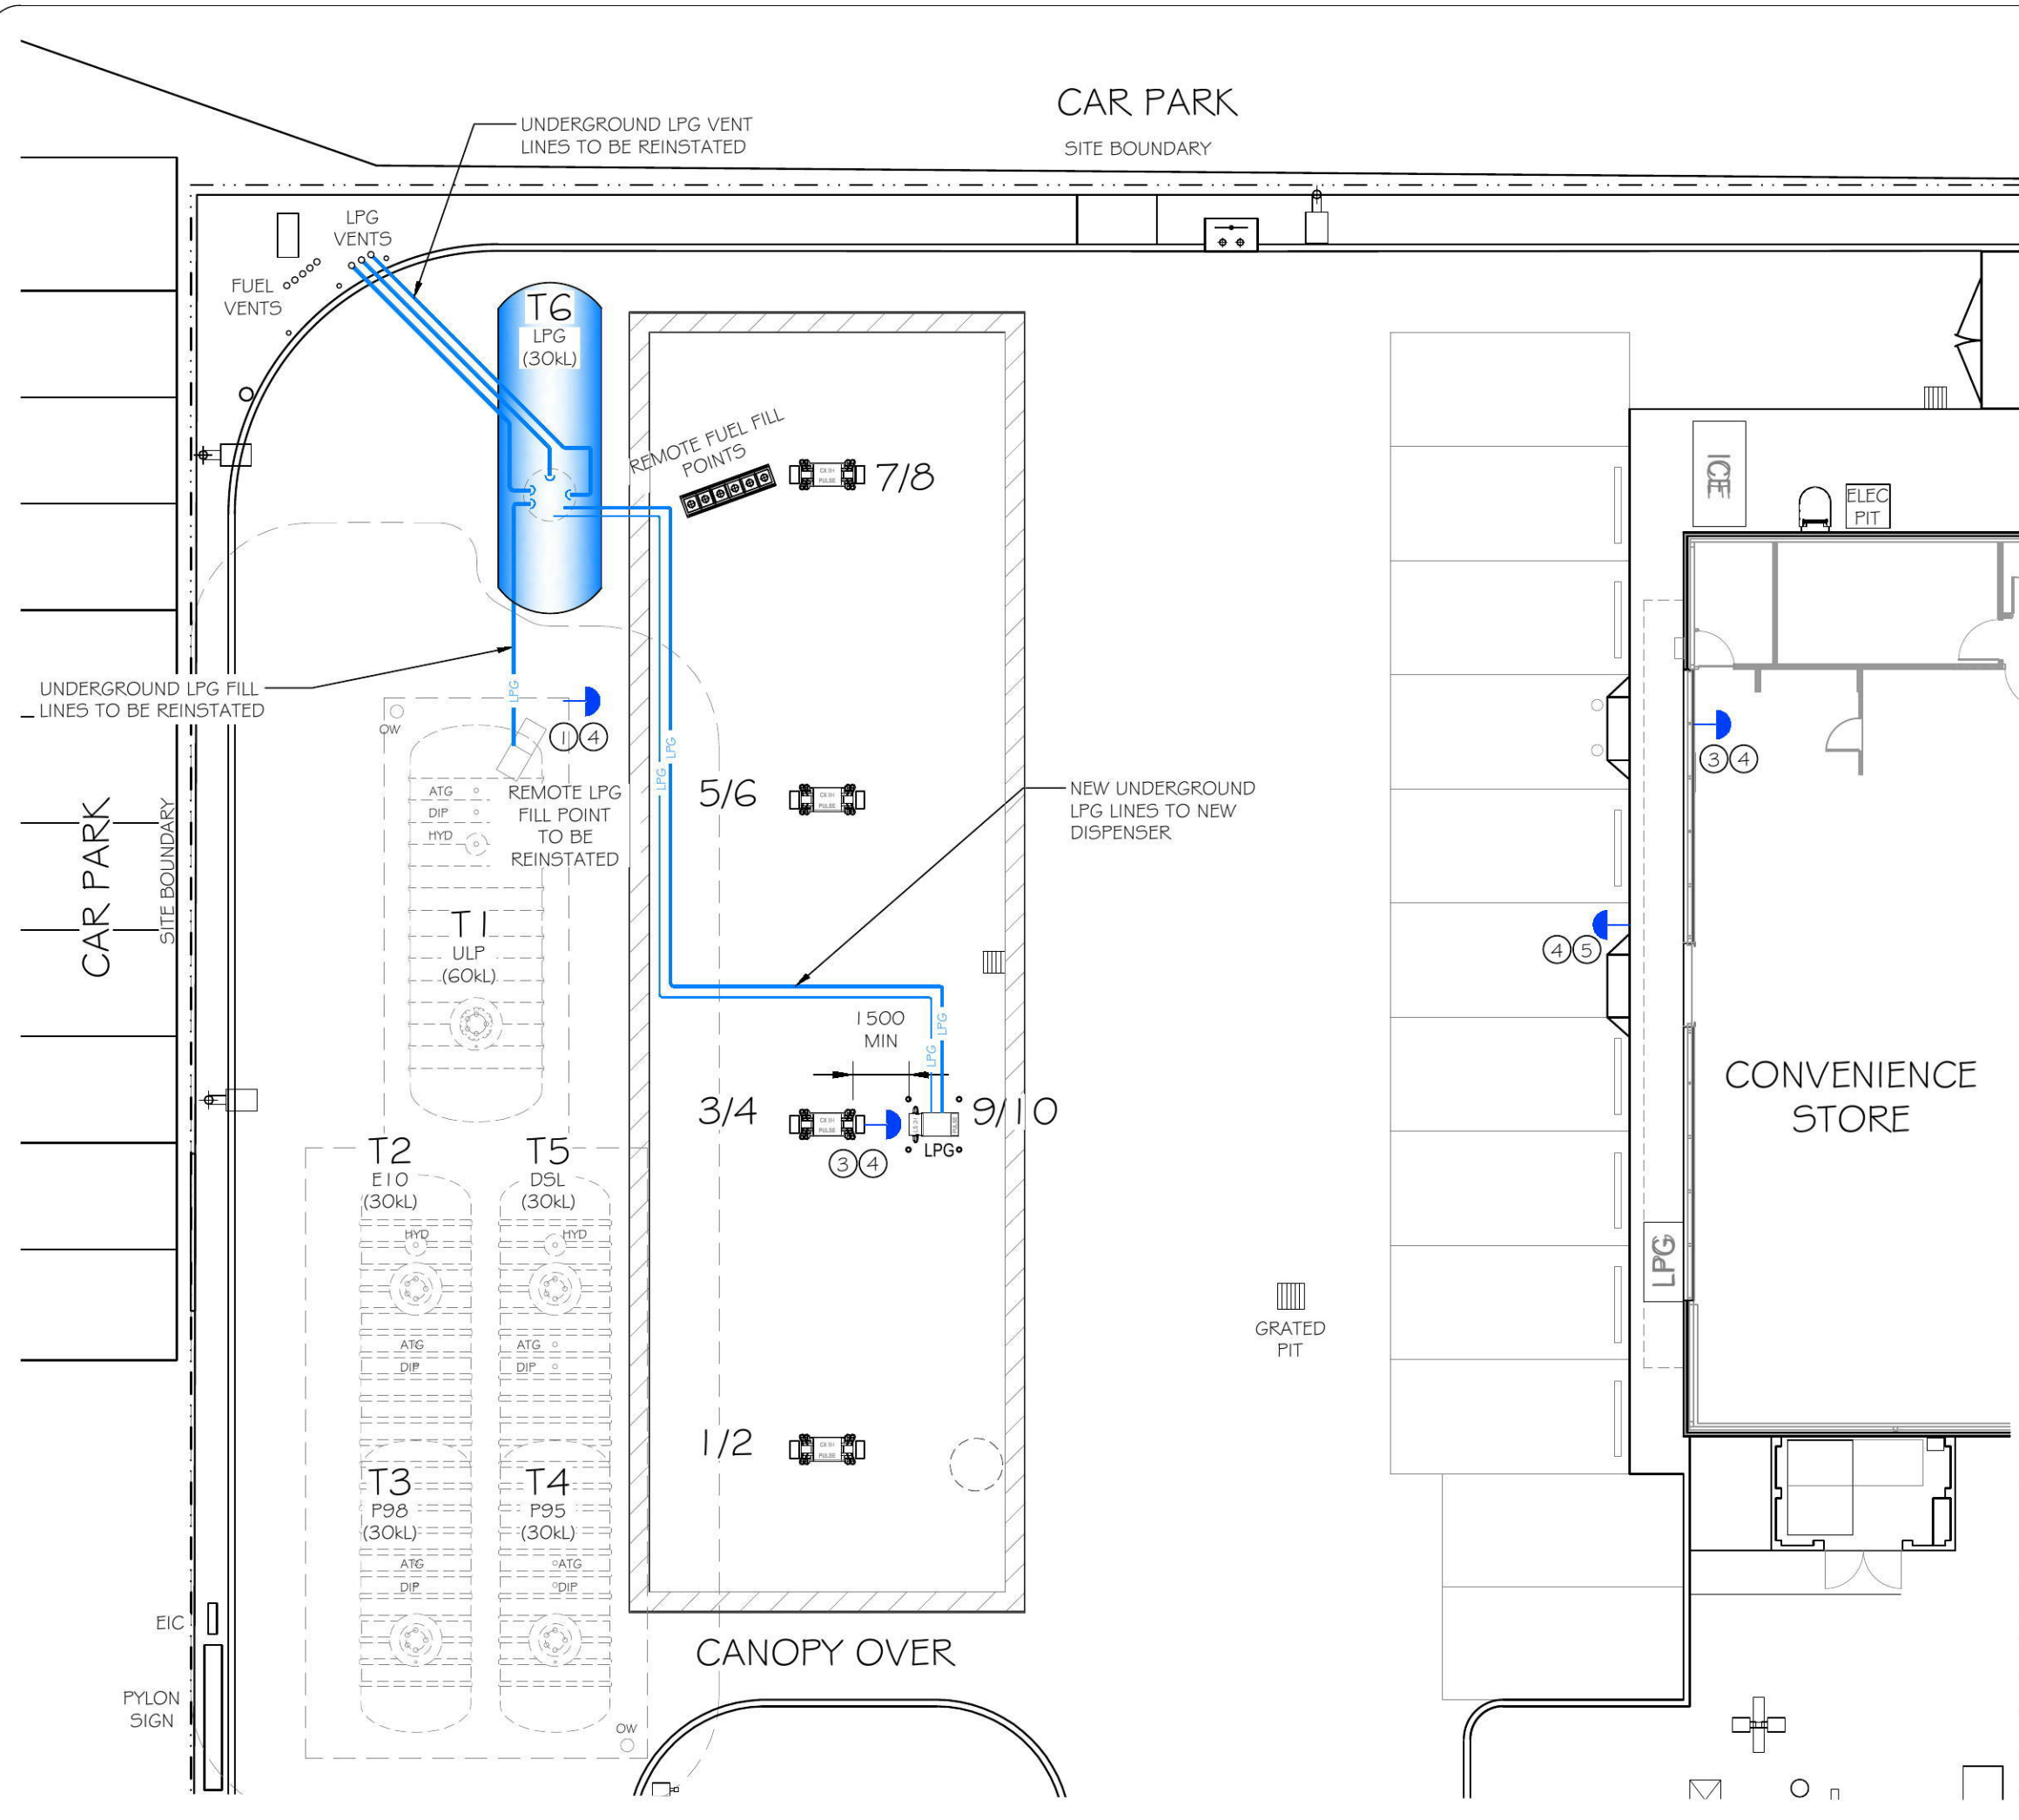 CAR PARK
SITE BOUNDARY
UNDERGROUND LPG VENT
LINES TO BE REINSTATED
LPG
VENTS
FUEL
VENTS
T6
LPG
(30kL)
REMOTE FUEL FILL
POINTS
7/8
ICE
ELEC
PIT
UNDERGROUND LPG FILL
LINES TO BE REINSTATED
LPG
OW
1 4
3 4
ATG
DIP
HYD
REMOTE LPG
FILL POINT
TO BE
REINSTATED
LPG
LPG
5/6
NEW UNDERGROUND
LPG LINES TO NEW
DISPENSER
CAR PARK
SITE BOUNDARY
T1
ULP
(60kL)
4 5
1500
MIN
LPG
LPG
CONVENIENCE
STORE
3/4
9/10
LPG
3 4
T2
E10
(30kL)
T5
DSL
(30kL)
HYD
HYD
LPG
GRATED
PIT
ATG
DIP
ATG
DIP
1/2
T3
P98
(30kL)
T4
P95
(30kL)
ATG
DIP
ATG
DIP
EIC
CANOPY OVER
PYLON
SIGN
OW
PULSE
PULSE
PULSE
PULSE
PULSE